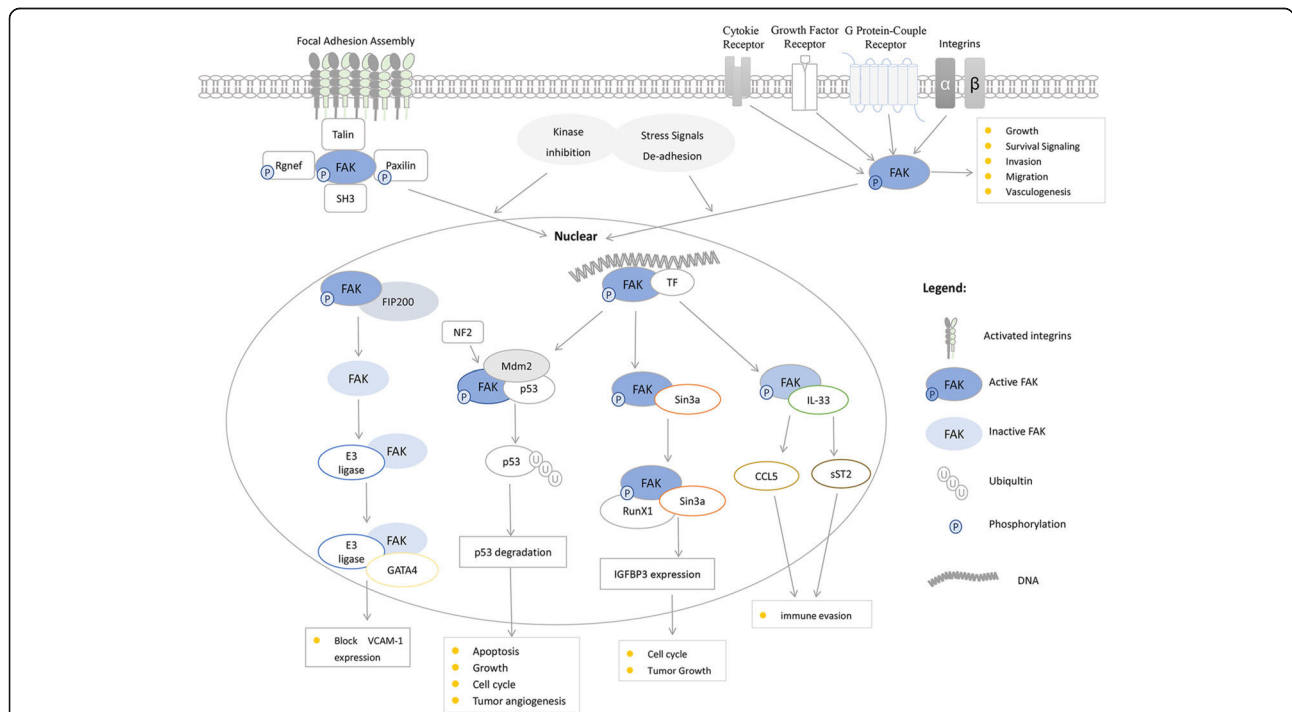 Focal Adhesion Assembly
Cytokie
Receptor
Growth Factor
Receptor
G Protein-Couple
Receptor
Integrins
α
β
Talin
Rgnef
P
FAK
P
Paxilin
P
SH3
Kinase
inhibition
Stress Signals
De-adhesion
FAK
P
Growth
Survival Signaling
Invasion
Migration
Vasculogenesis
Nuclear
FAK
P
FIP200
FAK
E3
ligase
FAK
E3
ligase
FAK
GATA4
Block VCAM-1
expression
FAK
P
TF
NF2
Mdm2
FAK
P
p53
p53
U
U
U
p53 degradation
Apoptosis
Growth
Cell cycle
Tumor angiogenesis
FAK
P
Sin3a
FAK
P
RunX1
Sin3a
IGFBP3 expression
Cell cycle
Tumor Growth
FAK
P
IL-33
CCL5
sST2
immune evasion
Legend:
Activated integrins
FAK
P
Active FAK
FAK
Inactive FAK
U
U
U
Ubiqultin
P
Phosphorylation
DNA